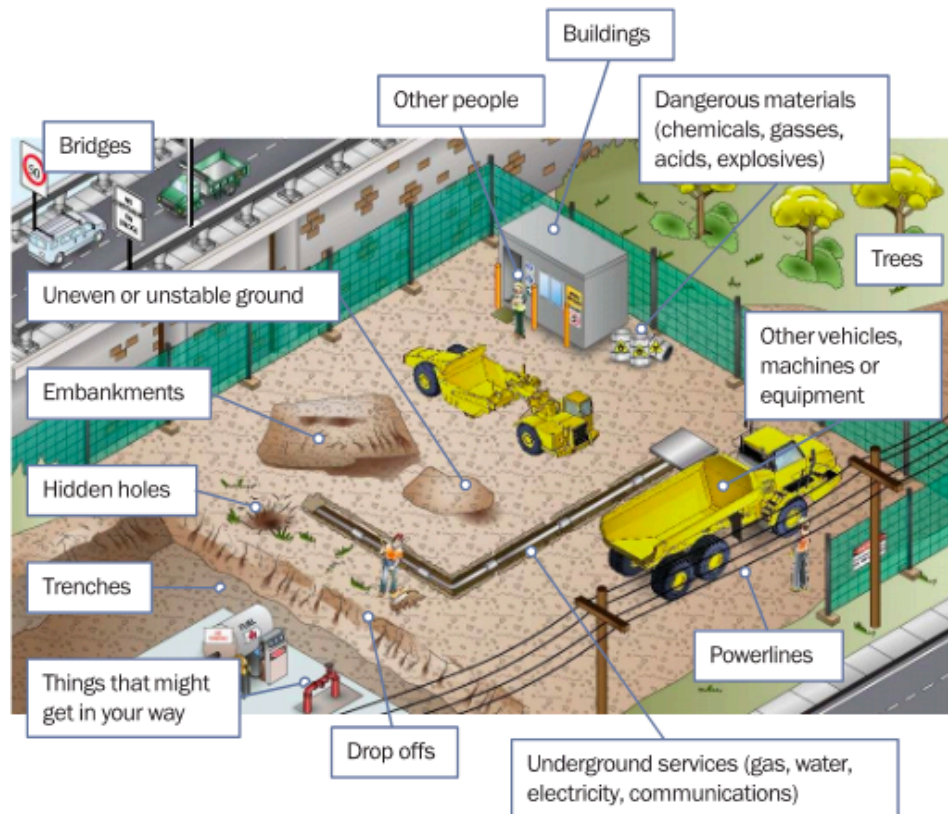 Buildings
Other people
Dangerous materials
(chemicals, gasses,
acids, explosives)
Bridges
50
Trees
Uneven or unstable ground
Other vehicles,
machines or
equipment
Embankments
Hidden holes
Trenches
FUEL
Powerlines
Things that might
get in your way
Drop offs
Underground services (gas, water,
electricity, communications)